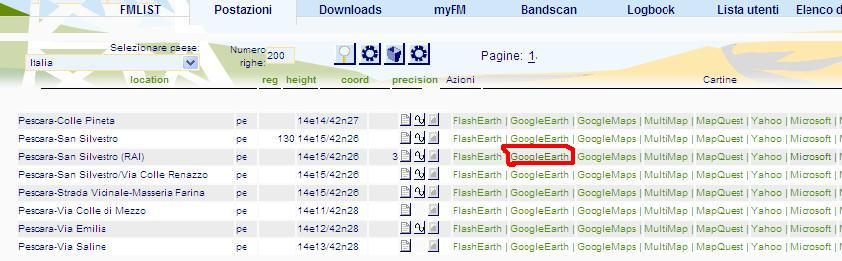 FMLIST Postazioni Downloads myFM Bandscan Logbook Lista utenti Elenco d
Selezionare paese: Italia Numero righe: 200 Pagine: 1
location reg height coord precision Azioni Cartine
Pescara-Colle Pineta pe 14e14/42n27 FlashEarth | GoogleEarth | GoogleMaps | MultiMap | MapQuest | Yahoo | Microsoft |
Pescara-San Silvestro pe 130 14e15/42n26 FlashEarth | GoogleEarth | GoogleMaps | MultiMap | MapQuest | Yahoo | Microsoft |
Pescara-San Silvestro (RAI) pe 14e15/42n26 3 FlashEarth | GoogleEarth | GoogleMaps | MultiMap | MapQuest | Yahoo | Microsoft |
Pescara-San Silvestro/Via Colle Renazzo pe 14e15/42n26 FlashEarth | GoogleEarth | GoogleMaps | MultiMap | MapQuest | Yahoo | Microsoft |
Pescara-Strada Vicinale-Masseria Farina pe 14e15/42n26 FlashEarth | GoogleEarth | GoogleMaps | MultiMap | MapQuest | Yahoo | Microsoft |
Pescara-Via Colle di Mezzo pe 14e11/42n28 FlashEarth | GoogleEarth | GoogleMaps | MultiMap | MapQuest | Yahoo | Microsoft |
Pescara-Via Emilia pe 14e12/42n28 FlashEarth | GoogleEarth | GoogleMaps | MultiMap | MapQuest | Yahoo | Microsoft |
Pescara-Via Saline pe 14e13/42n28 FlashEarth | GoogleEarth | GoogleMaps | MultiMap | MapQuest | Yahoo | Microsoft |